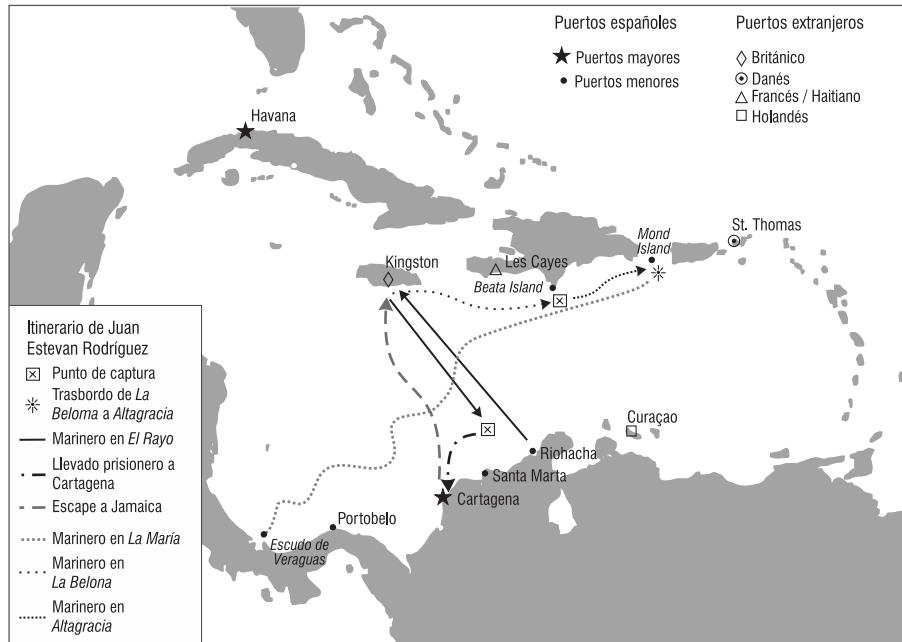 Puertos españoles
Puertos mayores
Puertos menores
Puertos extranjeros
Británico
Danés
Francés / Haitiano
Holandés
Havana
St. Thomas
Mond
Island
Kingston
Les Cayes
Beata Island
Curaçao
Riohacha
Santa Marta
Cartagena
Portobelo
Escudo de
Veraguas
Itinerario de Juan
Estevan Rodríguez
Punto de captura
Trasbordo de La
Beloma a Altagracia
Marinero en El Rayo
Llevado prisionero a
Cartagena
Escape a Jamaica
Marinero en La María
Marinero en
La Belona
Marinero en
Altagracia